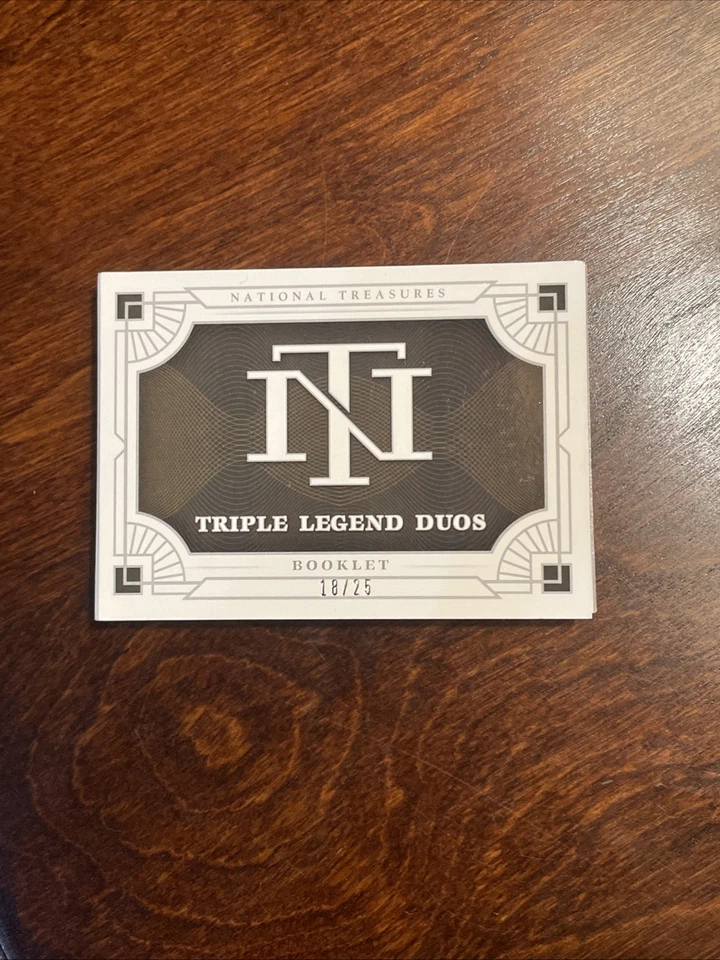 NATIONAL TREASURES
NT
TRIPLE LEGEND DUOS
BOOKLET
18/25